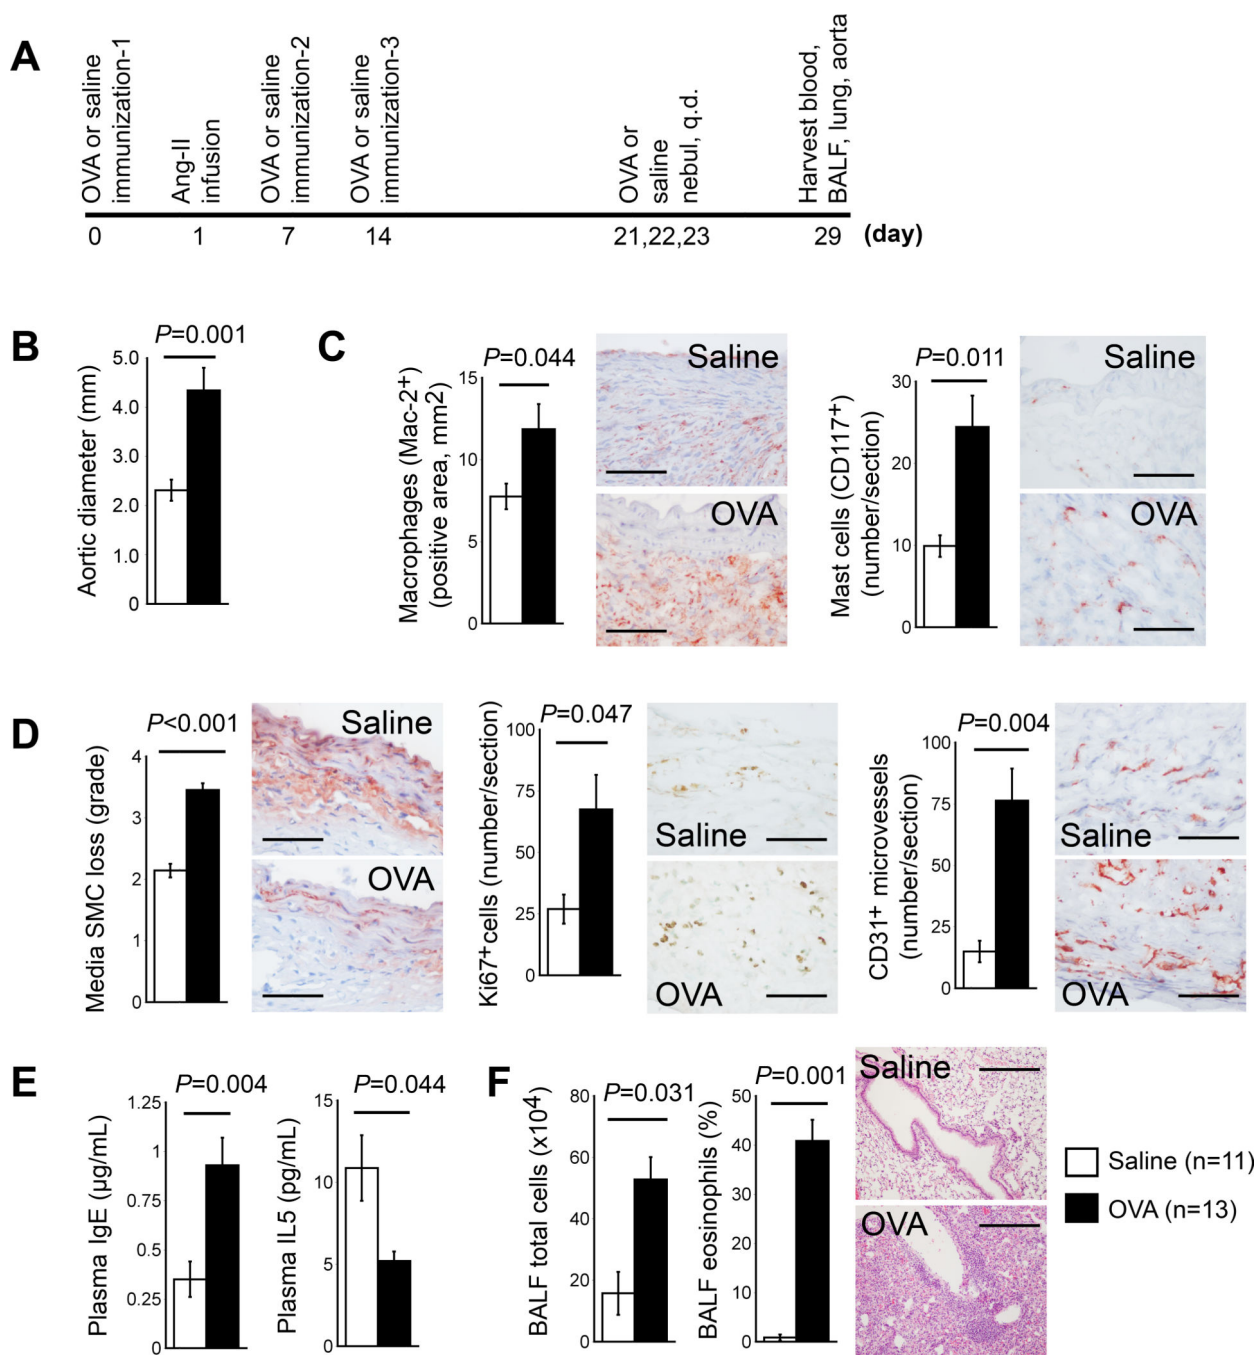 A
OVA or saline
immunization-1
Ang-II
infusion
OVA or saline
immunization-2
OVA or saline
immunization-3
OVA or
saline
nebul, q.d.
Harvest blood,
BALF, lung, aorta
0 1 7 14 21,22,23 29 (day)
B
P=0.001
Aortic diameter (mm)
5.0
4.0
3.0
2.0
1.0
0
C
P=0.044
Macrophages (Mac-2⁺)
(positive area, mm²)
15
10
5
0
Saline
OVA
P=0.011
Mast cells (CD117⁺)
(number/section)
30
20
10
0
Saline
OVA
D
P<0.001
Media SMC loss (grade)
4
3
2
1
0
Saline
OVA
P=0.047
Ki67⁺cells (number/section)
100
75
50
25
0
Saline
OVA
P=0.004
CD31⁺ microvessels
(number/section)
100
75
50
25
0
Saline
OVA
E
P=0.004
Plasma IgE (µg/mL)
1.25
1
0.75
0.5
0.25
0
P=0.044
Plasma IL5 (pg/mL)
15
10
5
0
F
P=0.031
BALF total cells (x10⁴)
80
60
40
20
0
P=0.001
BALF eosinophils (%)
50
40
30
20
10
0
Saline
OVA
Saline (n=11)
OVA (n=13)